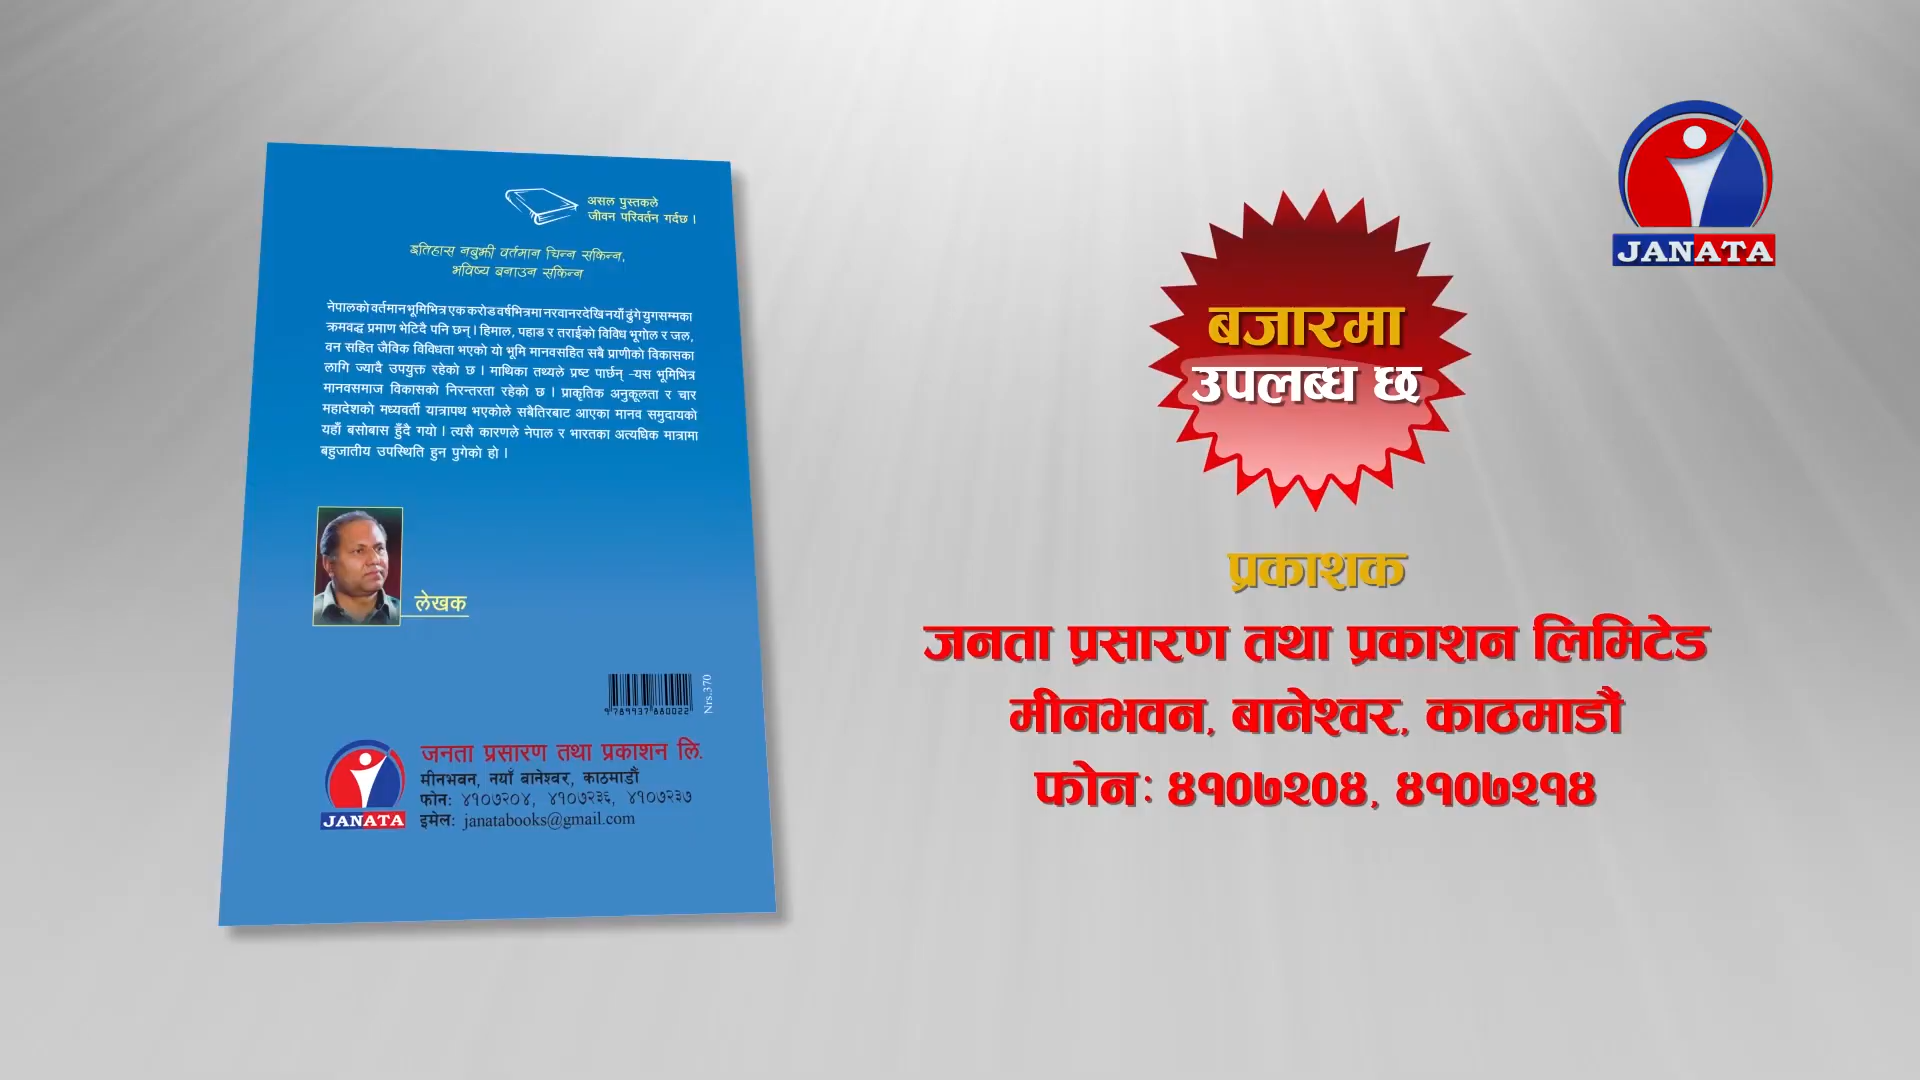 असल पुस्तकले
जीवन परिवर्तन गर्दछ ।
इतिहास नबुझी वर्तमान चिन्न सकिन्न,
भविष्य बनाउन सकिन्न
नेपालको वर्तमान भूमिभित्र एक करोड वर्षभित्रमा नरवानरदेखि नयाँ ढुंगे युगसम्मका
क्रमवद्ध प्रमाण भेटिदै पनि छन् । हिमाल, पहाड र तराईको विविध भूगोल र जल,
वन सहित जैविक विविधता भएको यो भूमि मानवसहित सबै प्राणीको विकासका
लागि ज्यादै उपयुक्त रहेको छ । माथिका तथ्यले प्रष्ट पार्छन् -यस भूमिभित्र
मानवसमाज विकासको निरन्तरता रहेको छ । प्राकृतिक अनुकूलता र चार
महादेशको मध्यवर्ती यात्रापथ भएकोले सबैतिरबाट आएका मानव समुदायको
यहाँ बसोबास हुँदै गयो । त्यसै कारणले नेपाल र भारतका अत्यधिक मात्रामा
बहुजातीय उपस्थिति हुन पुगेको हो ।
लेखक
9 789937 880022
Nrs.370
जनता प्रसारण तथा प्रकाशन लि.
मीनभवन, नयाँ बानेश्वर, काठमाडौं
फोनः ४१०७२०४, ४१०७२३६, ४१०७२३७
इमेलः janatabooks@gmail.com
JANATA
JANATA
बजारमा
उपलब्ध छ
प्रकाशक
जनता प्रसारण तथा प्रकाशन लिमिटेड
मीनभवन, बानेश्वर, काठमाडौं
फोनः ४१०७२०४, ४१०७२१४